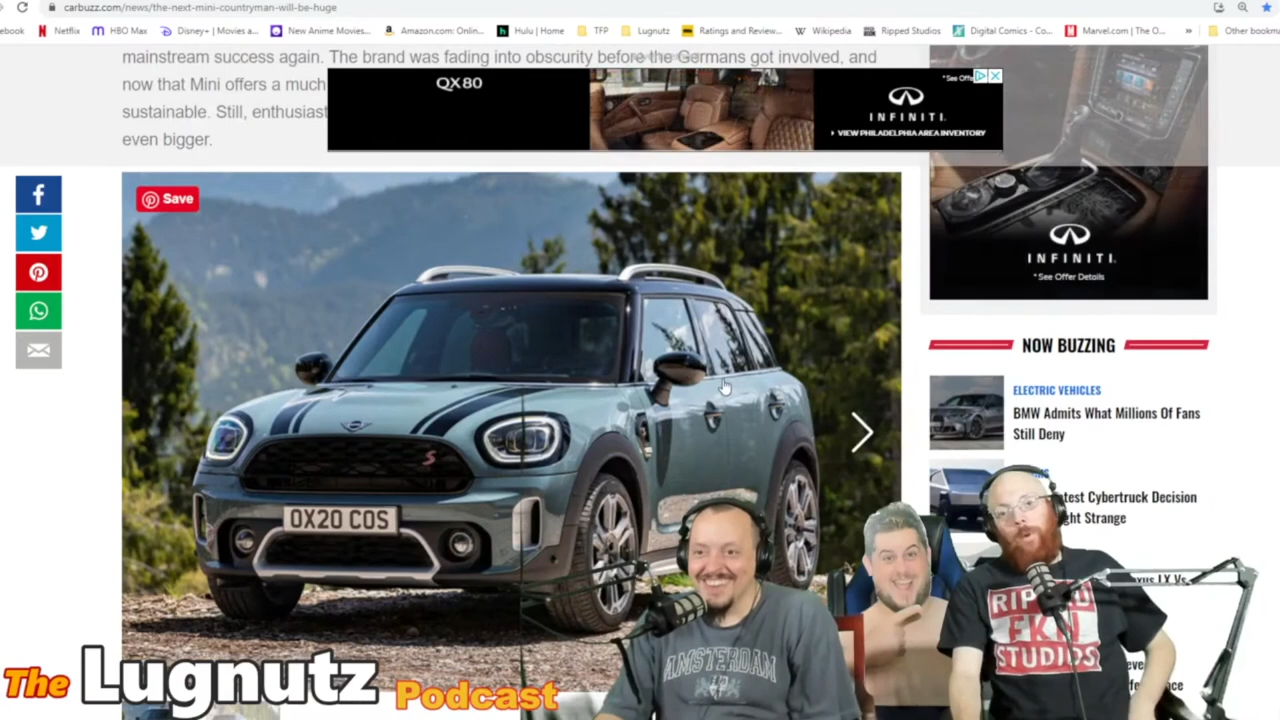 carbuzz.com/news/the-next-mini-countryman-will-be-huge
ebook Netflix HBO Max Disney+ | Movies a... New Anime Movies... Amazon.com: Onlin... Hulu | Home TFP Lugnutz Ratings and Review... Wikipedia Ripped Studios Digital Comics - Co... Marvel.com | The O... » Other bookma
mainstream success again. The brand was fading into obscurity before the Germans got involved, and
now that Mini offers a much
sustainable. Still, enthusiast
even bigger.
QX80
* See Offe
INFINITI.
VIEW PHILADELPHIA AREA INVENTORY
INFINITI.
*See Offer Details
Save
NOW BUZZING
ELECTRIC VEHICLES
BMW Admits What Millions Of Fans
Still Deny
test Cybertruck Decision
ght Strange
OX20 COS
S
AMSTERDAM
RIPPED
FKN
STUDIOS
The Lugnutz Podcast